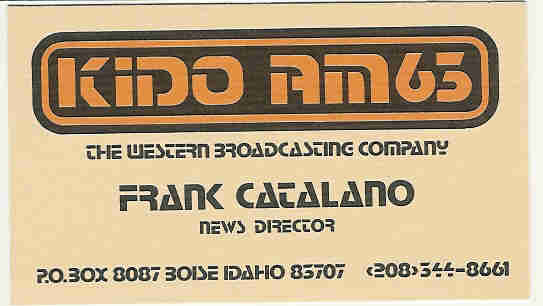 KiDO AM63
THE WESTERN BROADCASTING COMPANY
FRANK CATALANO
NEWS DIRECTOR
P.O.BOX 8087 BOISE IDAHO 83707 (208)344-8661